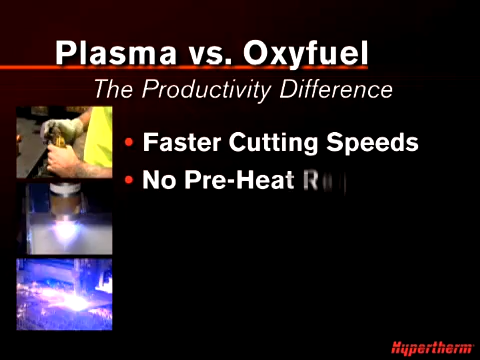 Plasma vs. Oxyfuel
The Productivity Difference
• Faster Cutting Speeds
• No Pre-Heat
Hypertherm